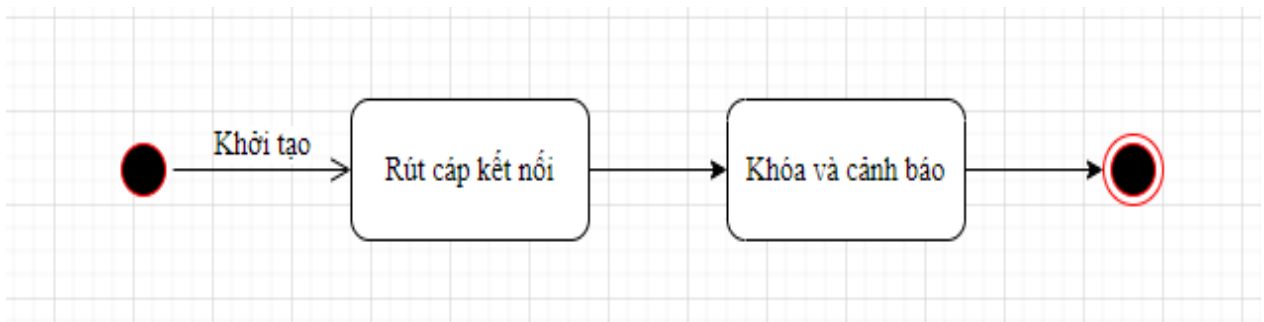 Khởi tạo
Rút cáp kết nối
Khóa và cảnh báo